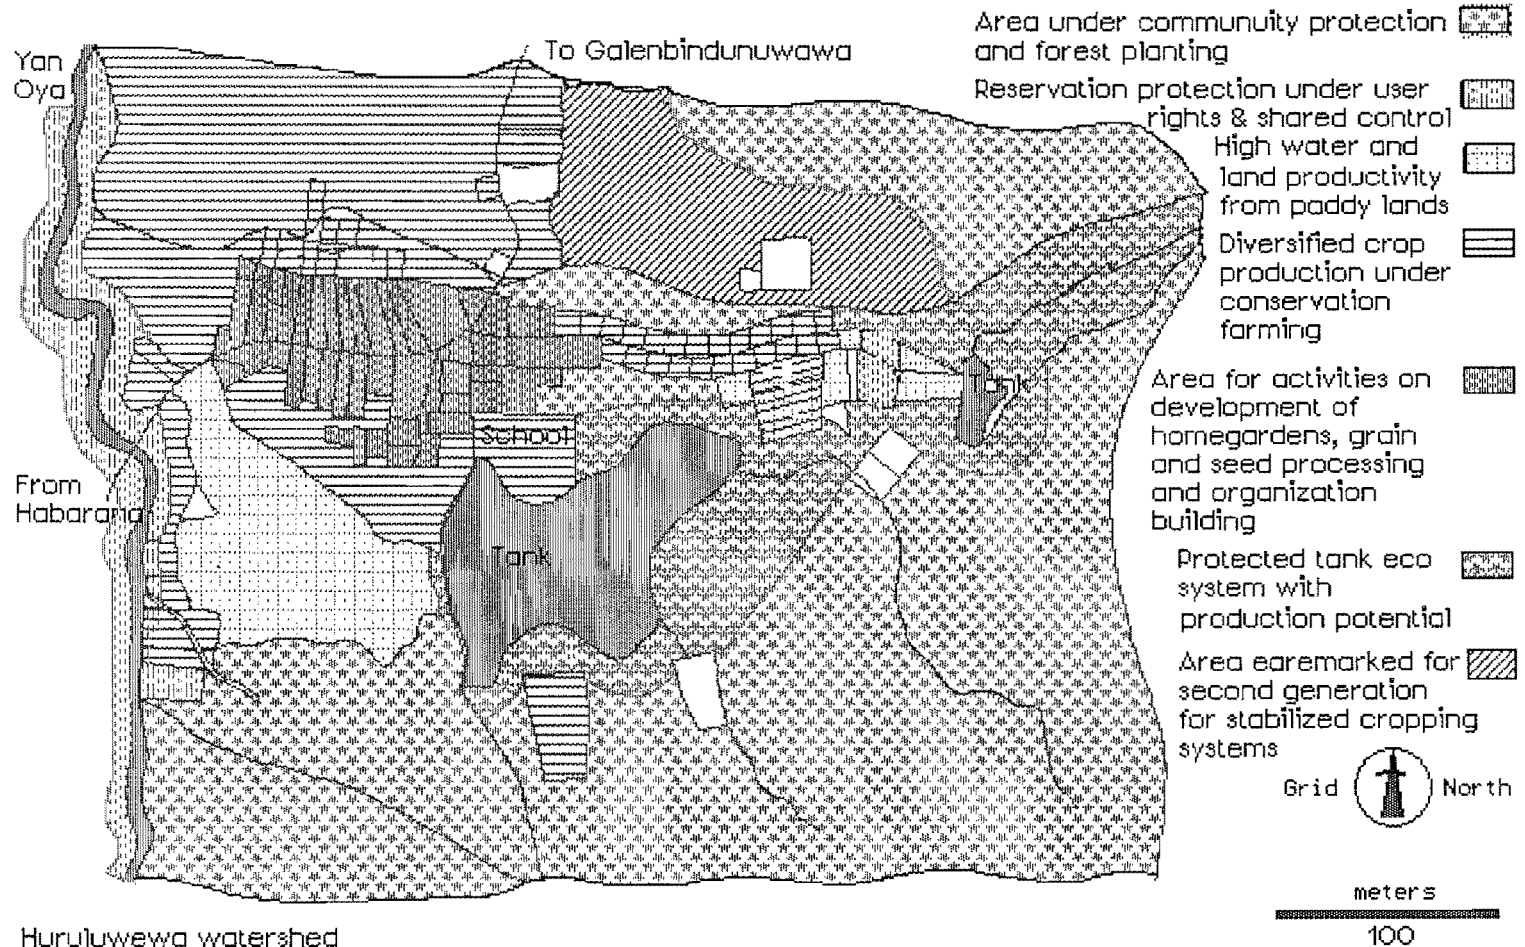 Yan
Oya
To Galenbindunuwawa
Area under communuity protection
and forest planting
Reservation protection under user
rights & shared control
High water and
land productivity
from paddy lands
Diversified crop
production under
conservation
farming
Tank
Area for activities on
development of
homegardens, grain
and seed processing
and organization
building
School
From
Habarana
Tank
Protected tank eco
system with
production potential
Area earemarked for
second generation
for stabilized cropping
systems
Grid North
meters
100
Huruluwewa watershed